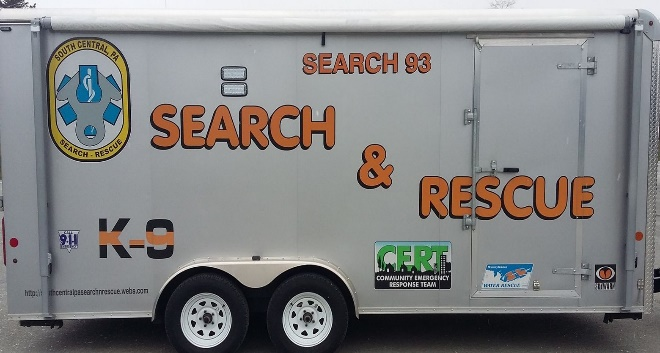 SOUTH CENTRAL, PA
SEARCH - RESCUE
SEARCH 93
SEARCH
&
RESCUE
K-9
911
CERT
COMMUNITY EMERGENCY
RESPONSE TEAM
WATER RESCUE